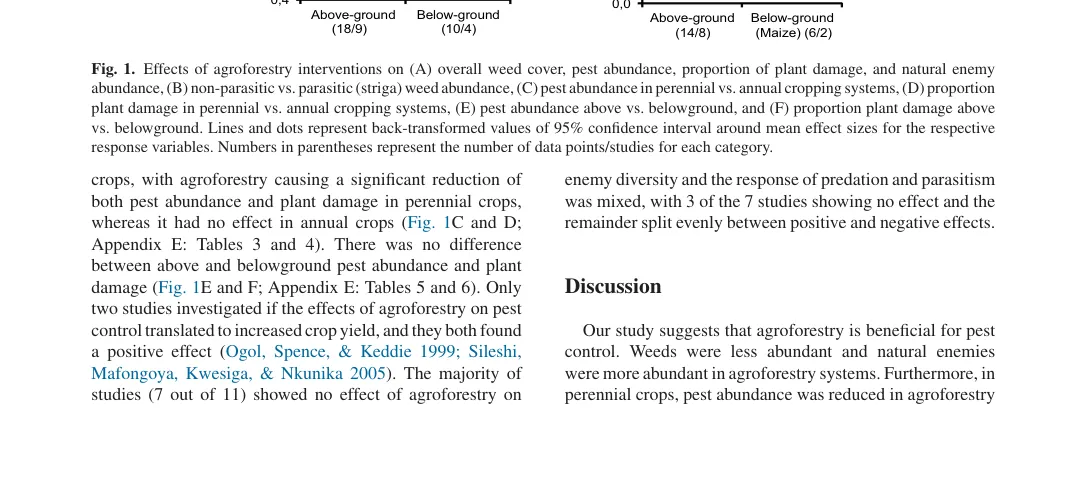 0,4
Above-ground
(18/9)
Below-ground
(10/4)
0,0
Above-ground
(14/8)
Below-ground
(Maize) (6/2)
Fig. 1. Effects of agroforestry interventions on (A) overall weed cover, pest abundance, proportion of plant damage, and natural enemy
abundance, (B) non-parasitic vs. parasitic (striga) weed abundance, (C) pest abundance in perennial vs. annual cropping systems, (D) proportion
plant damage in perennial vs. annual cropping systems, (E) pest abundance above vs. belowground, and (F) proportion plant damage above
vs. belowground. Lines and dots represent back-transformed values of 95% confidence interval around mean effect sizes for the respective
response variables. Numbers in parentheses represent the number of data points/studies for each category.
crops, with agroforestry causing a significant reduction of
both pest abundance and plant damage in perennial crops,
whereas it had no effect in annual crops (Fig. 1C and D;
Appendix E: Tables 3 and 4). There was no difference
between above and belowground pest abundance and plant
damage (Fig. 1E and F; Appendix E: Tables 5 and 6). Only
two studies investigated if the effects of agroforestry on pest
control translated to increased crop yield, and they both found
a positive effect (Ogol, Spence, & Keddie 1999; Sileshi,
Mafongoya, Kwesiga, & Nkunika 2005). The majority of
studies (7 out of 11) showed no effect of agroforestry on
enemy diversity and the response of predation and parasitism
was mixed, with 3 of the 7 studies showing no effect and the
remainder split evenly between positive and negative effects.
Discussion
Our study suggests that agroforestry is beneficial for pest
control. Weeds were less abundant and natural enemies
were more abundant in agroforestry systems. Furthermore, in
perennial crops, pest abundance was reduced in agroforestry